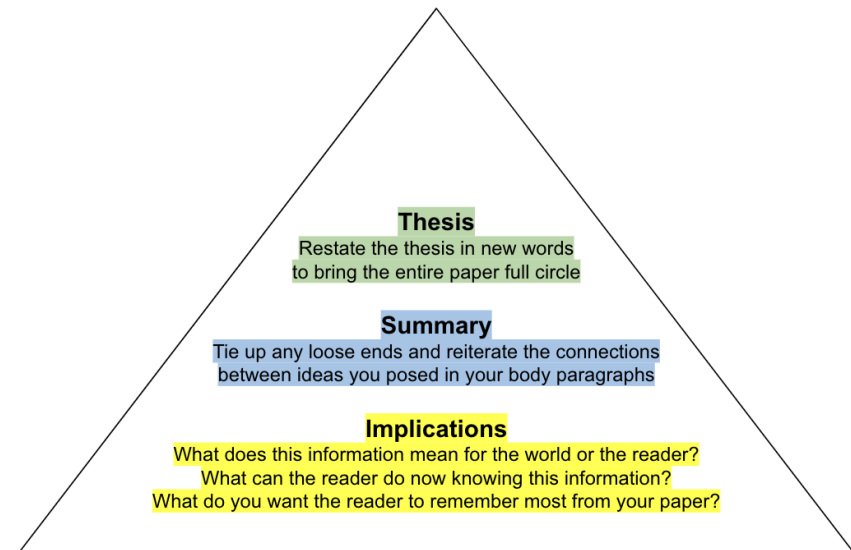 Thesis
Restate the thesis in new words
to bring the entire paper full circle
Summary
Tie up any loose ends and reiterate the connections
between ideas you posed in your body paragraphs
Implications
What does this information mean for the world or the reader?
What can the reader do now knowing this information?
What do you want the reader to remember most from your paper?